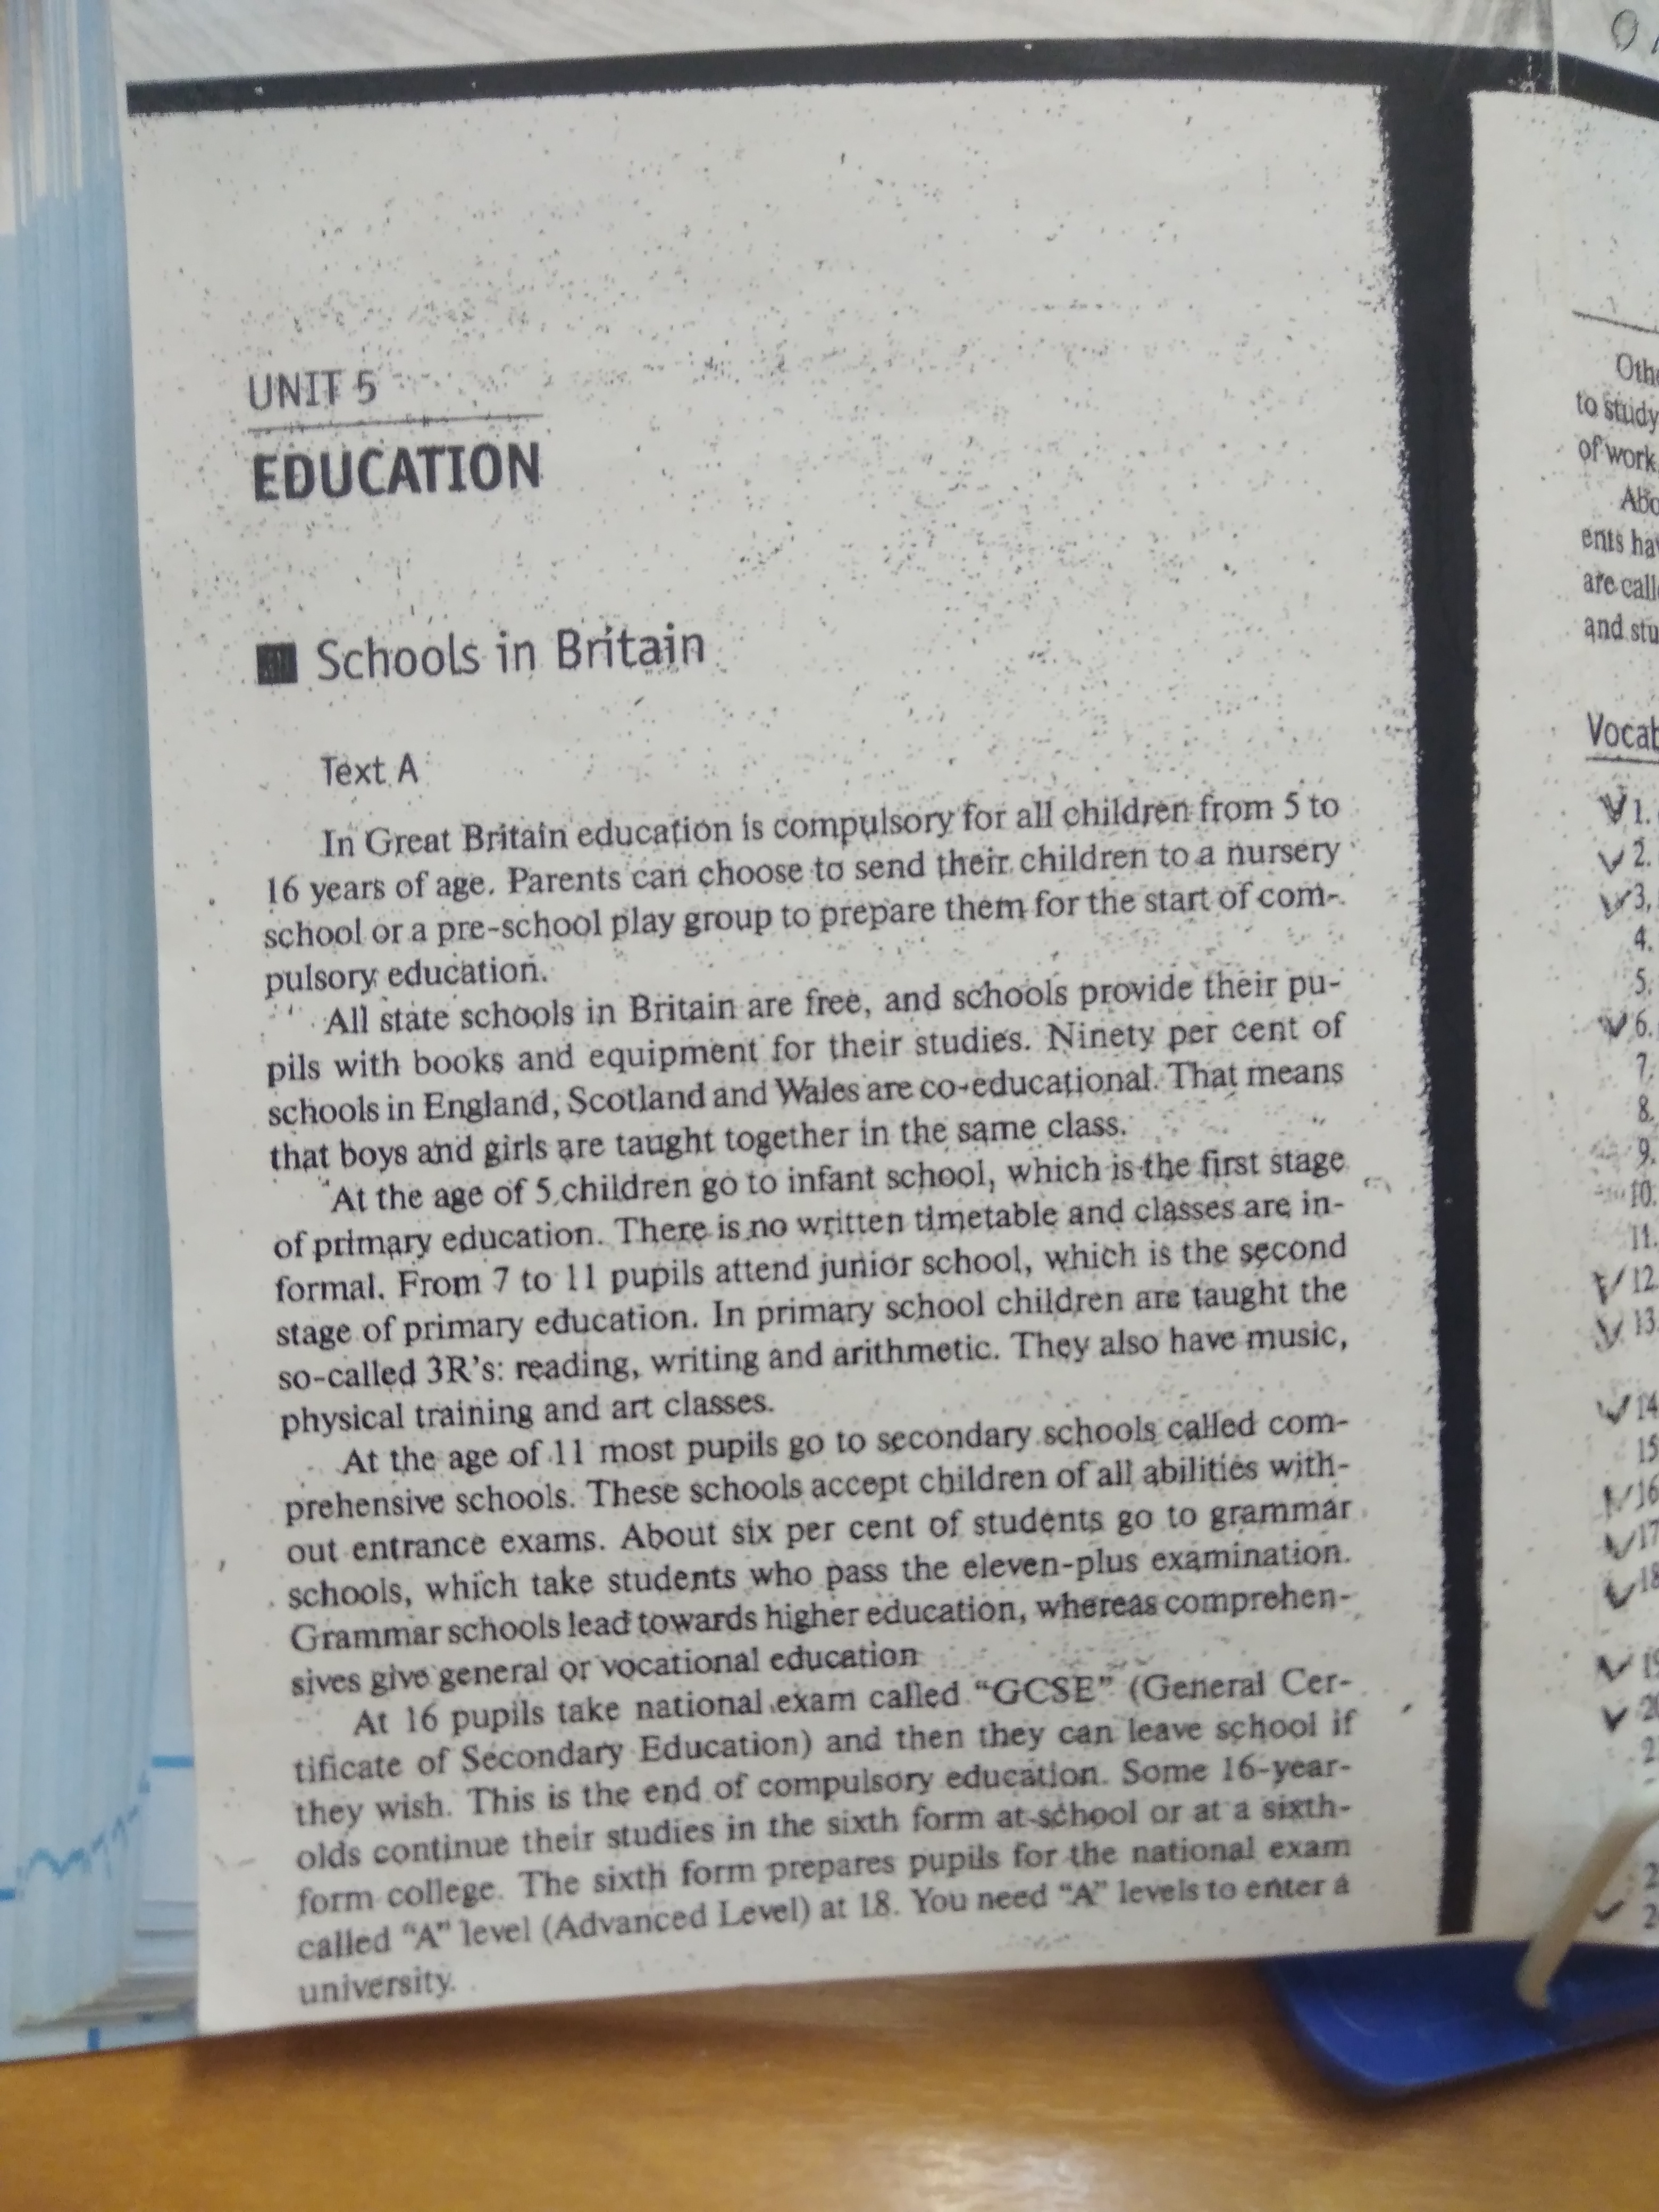 UNIT 5
EDUCATION
Schools in Britain
Text A
In Great Britain education is compulsory for all children from 5 to
16 years of age. Parents can choose to send their children to a nursery
school or a pre-school play group to prepare them for the start of com-
pulsory education.
All state schools in Britain are free, and schools provide their pu-
pils with books and equipment for their studies. Ninety per cent of
schools in England, Scotland and Wales are co-educational. That means
that boys and girls are taught together in the same class.
At the age of 5 children go to infant school, which is the first stage
of primary education. There is no written timetable and classes are in-
formal. From 7 to 11 pupils attend junior school, which is the second
stage of primary education. In primary school children are taught the
so-called 3R's: reading, writing and arithmetic. They also have music,
physical training and art classes.
At the age of 11 most pupils go to secondary schools called com-
prehensive schools. These schools accept children of all abilities with-
out entrance exams. About six per cent of students go to grammar
schools, which take students who pass the eleven-plus examination.
Grammar schools lead towards higher education, whereas comprehen-
sives give general or vocational education
At 16 pupils take national exam called "GCSE" (General Cer-
tificate of Secondary Education) and then they can leave school if
they wish. This is the end of compulsory education. Some 16-year-
olds continue their studies in the sixth form at school or at a sixth-
form college. The sixth form prepares pupils for the national exam
called "A" level (Advanced Level) at 18. You need "A" levels to enter a
university.
to study
of work
ents
are
and
1.
2.
3.
4.
5.
6.
7.
8.
9.
10.
11.
12.
13.
14
15
16
17
18